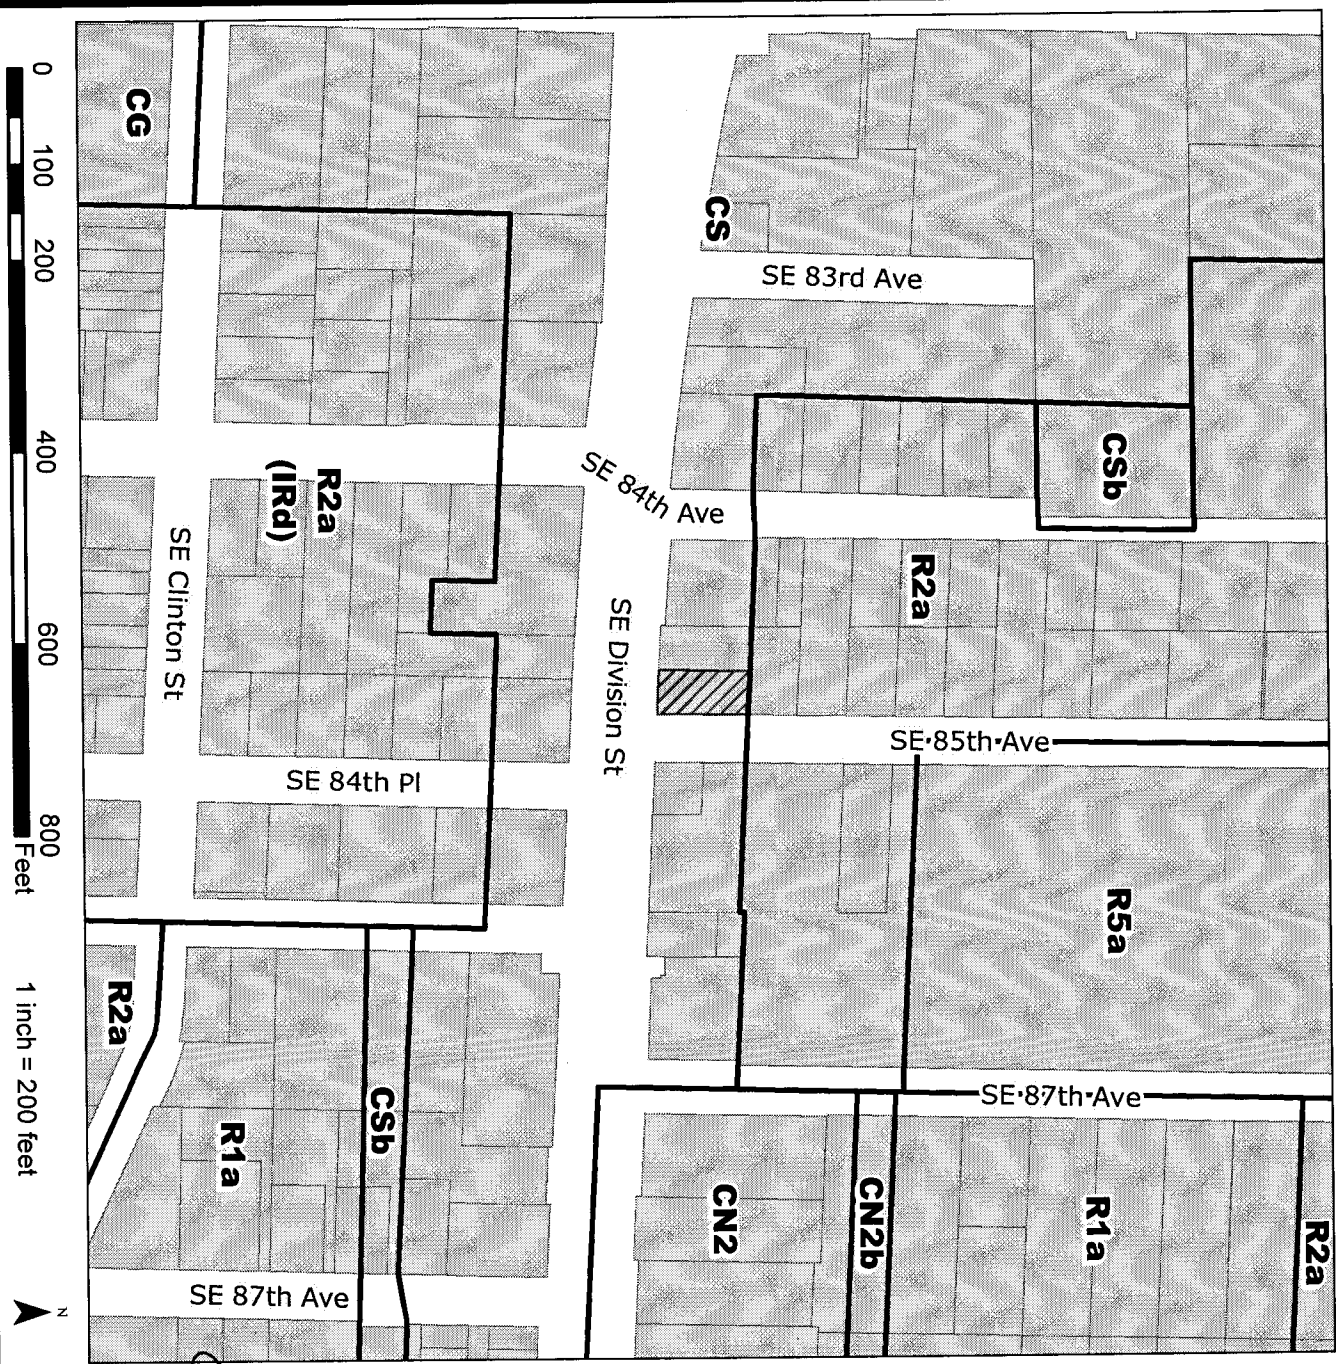 CG
CS
SE 83rd Ave
CSb
SE 84th Ave
R2a
R2a
(IRd)
SE Clinton St
SE Division St
SE 85th Ave
SE 84th Pl
R5a
R2a
CSb
R1a
SE 87th Ave
CN2
CN2b
R1a
R2a
SE 87th Ave
0
100
200
400
600
800
Feet
1 inch = 200 feet
N